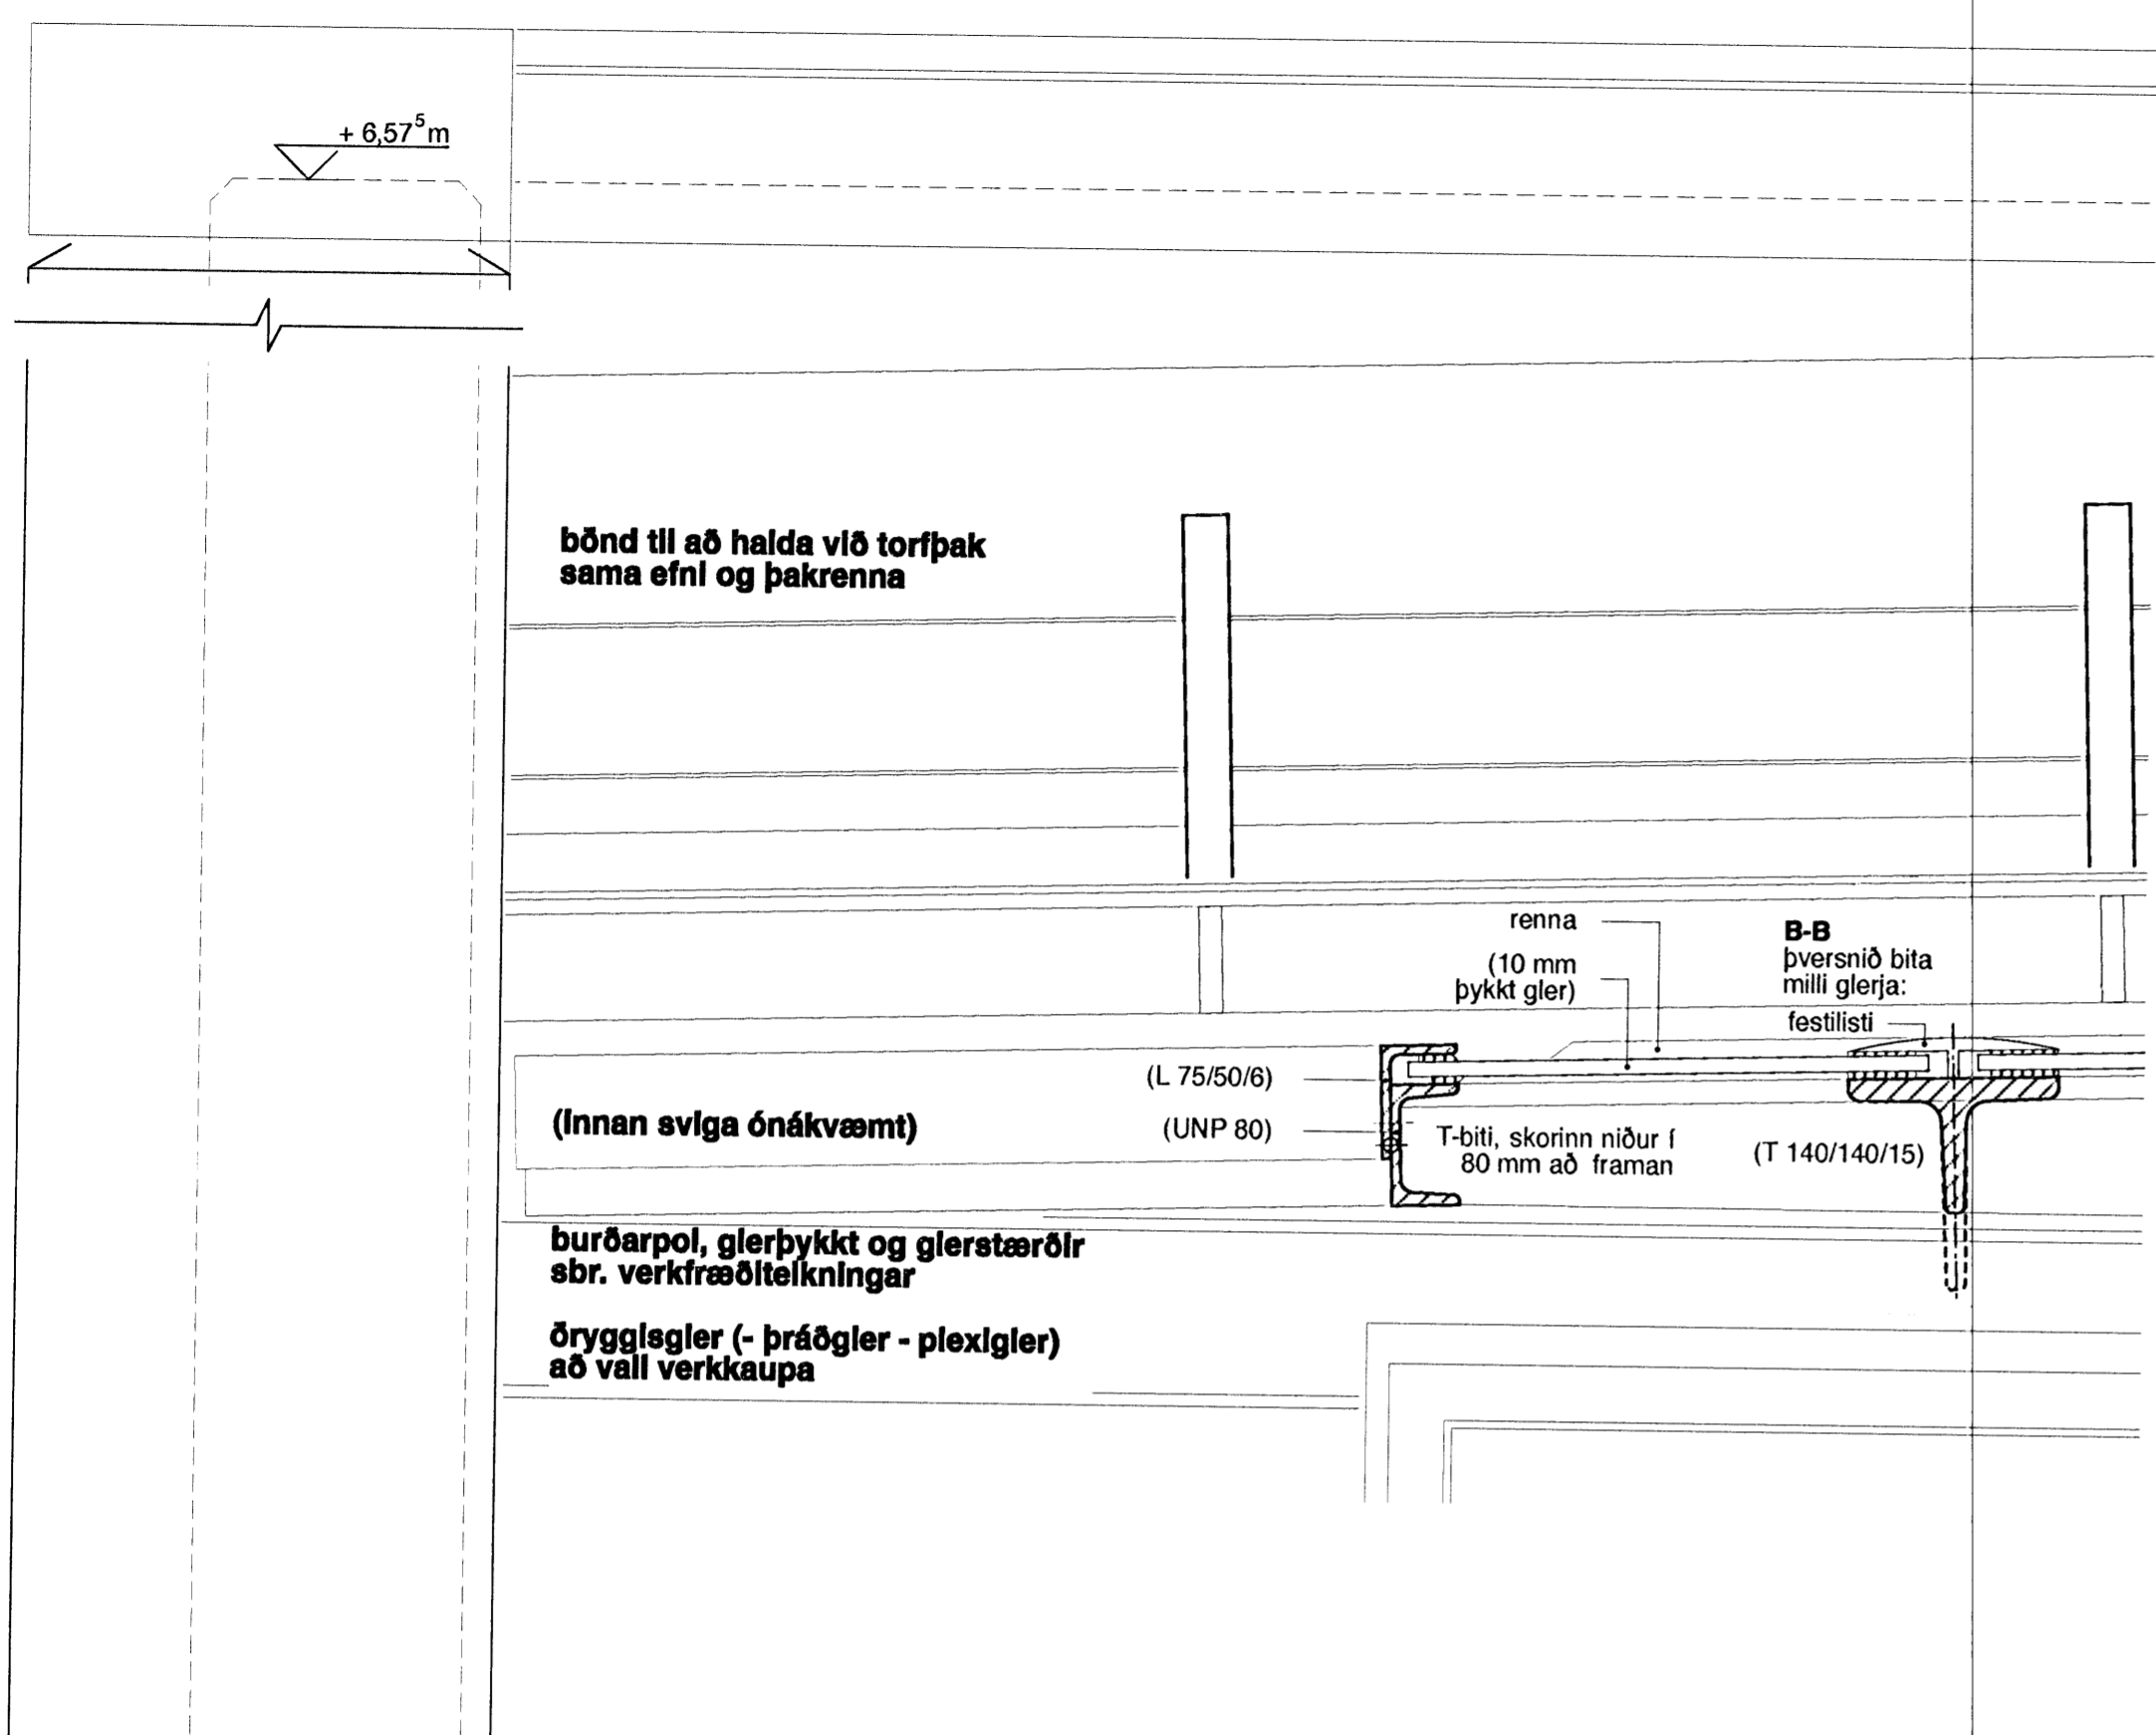 + 6,57⁵m
bönd til að halda við torfþak
sama efni og þakrenna
renna
(10 mm
þykkt gler)
B-B
þversnið bita
milli glerja:
festilisti
(L 75/50/6)
(Innan sviga ónákvæmt)
(UNP 80)
T-biti, skorinn niður í
80 mm að framan
(T 140/140/15)
burðarpol, glerþykkt og glerstærðir
sbr. verkfræðiteikningar
öryggisgler (- þráðgler - plexigler)
að vali verkkaupa